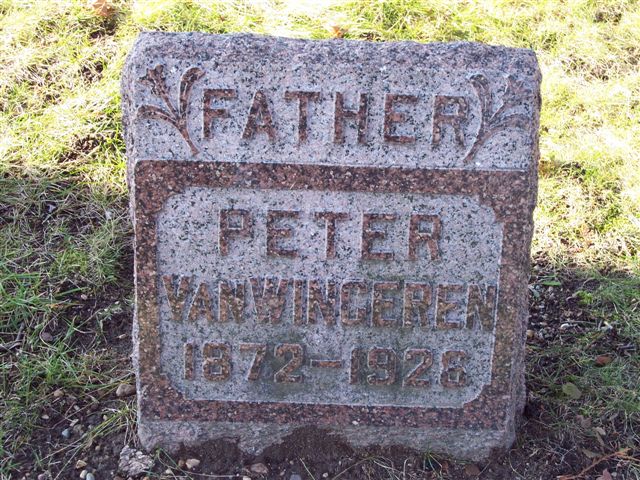 FATHER
PETER
VANWINGEREN
1872-1928